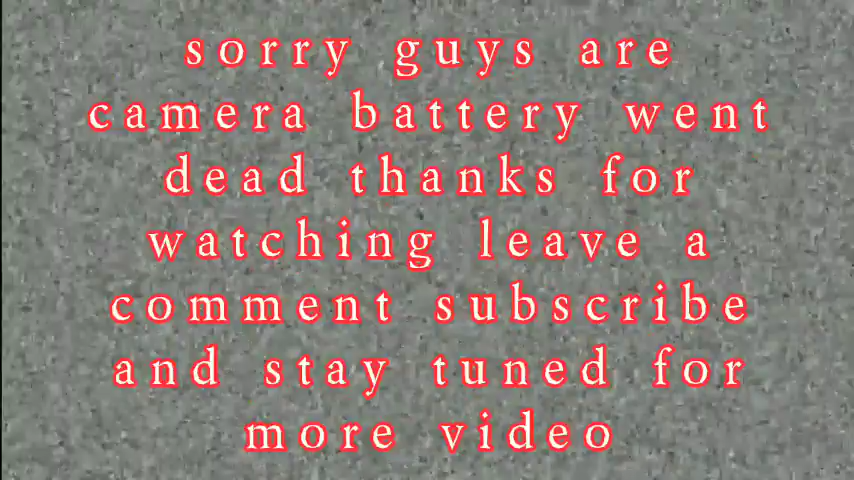 sorry guys are
camera battery went
dead thanks for
watching leave a
comment subscribe
and stay tuned for
more video